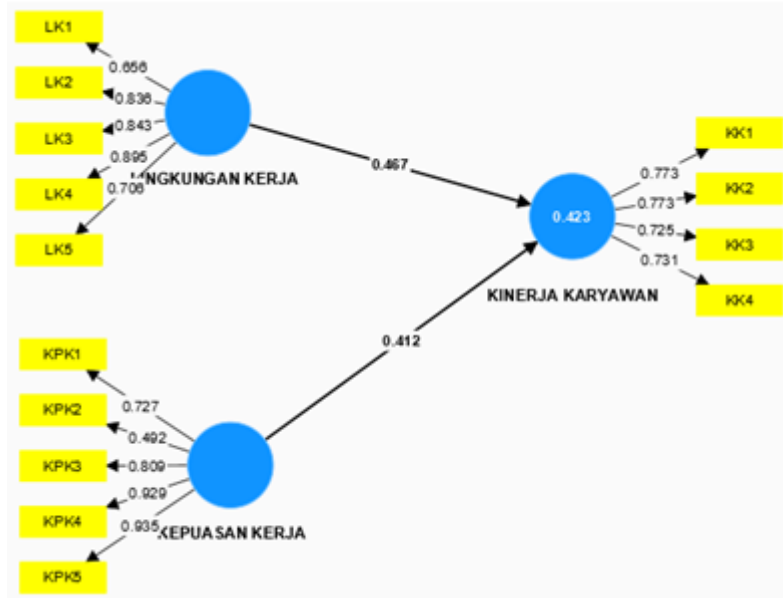 LK1
0.656
LK2
0.836
LK3
0.843
LK4
0.895
LK5
0.706
LINGKUNGAN KERJA
0.467
KK1
0.773
KK2
0.773
KK3
0.725
KK4
0.731
0.423
KINERJA KARYAWAN
0.412
KPK1
0.727
KPK2
0.492
KPK3
0.809
KPK4
0.929
KPK5
0.935
KEPUASAN KERJA